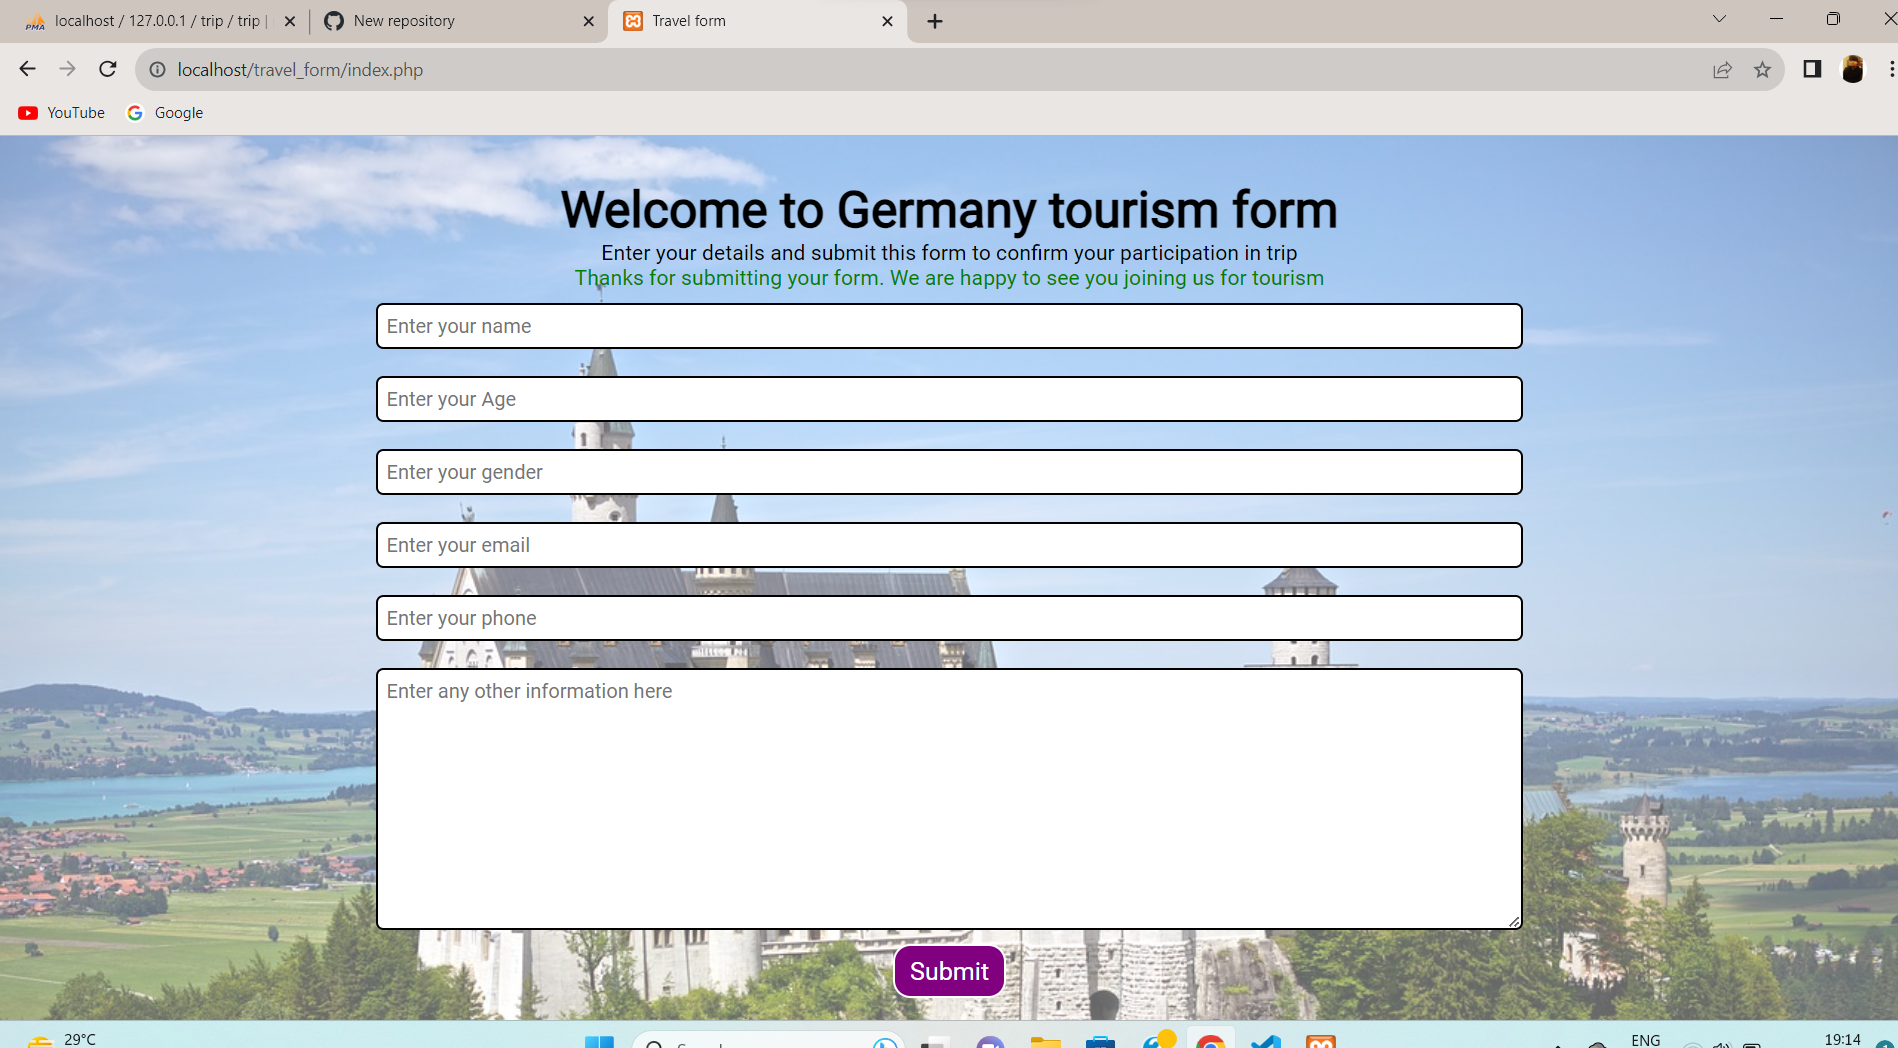 PMA localhost / 127.0.0.1 / trip / trip |
New repository
Travel form
localhost/travel_form/index.php
YouTube
Google
Welcome to Germany tourism form
Enter your details and submit this form to confirm your participation in trip
Thanks for submitting your form. We are happy to see you joining us for tourism
Enter your name
Enter your Age
Enter your gender
Enter your email
Enter your phone
Enter any other information here
Submit
29°C
ENG
19:14